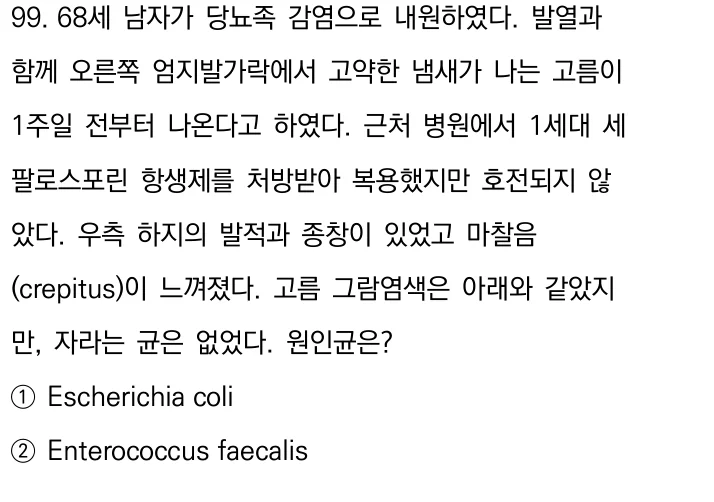 99. 68세 남자가 당뇨족 감염으로 내원하였다. 발열과
함께 오른쪽 엄지발가락에서 고약한 냄새가 나는 고름이
1주일 전부터 나온다고 하였다. 근처 병원에서 1세대 세
팔로스포린 항생제를 처방받아 복용했지만 호전되지 않
았다. 우측 하지의 발적과 종창이 있었고 마찰음
(crepitus)이 느껴졌다. 고름 그람염색은 아래와 같았지
만, 자라는 균은 없었다. 원인균은?
① Escherichia coli
② Enterococcus faecalis